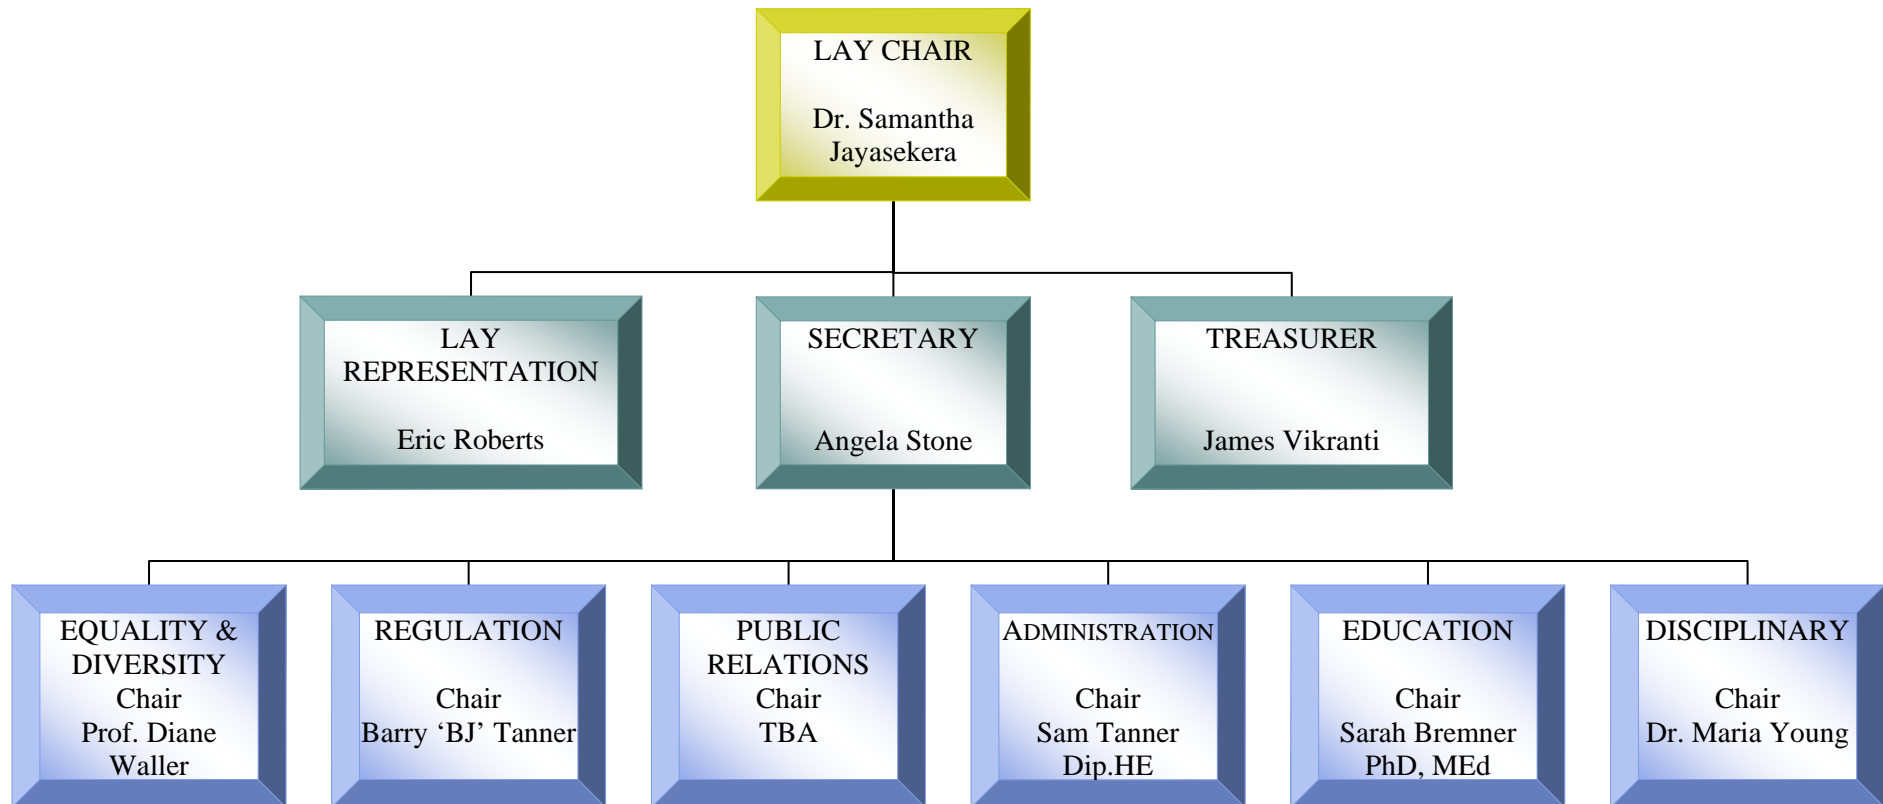 LAY CHAIR
Dr. Samantha
Jayasekera
LAY
REPRESENTATION
Eric Roberts
SECRETARY
Angela Stone
TREASURER
James Vikranti
EQUALITY &
DIVERSITY
Chair
Prof. Diane
Waller
REGULATION
Chair
Barry ‘BJ’ Tanner
PUBLIC
RELATIONS
Chair
TBA
ADMINISTRATION
Chair
Sam Tanner
Dip.HE
EDUCATION
Chair
Sarah Bremner
PhD, MEd
DISCIPLINARY
Chair
Dr. Maria Young